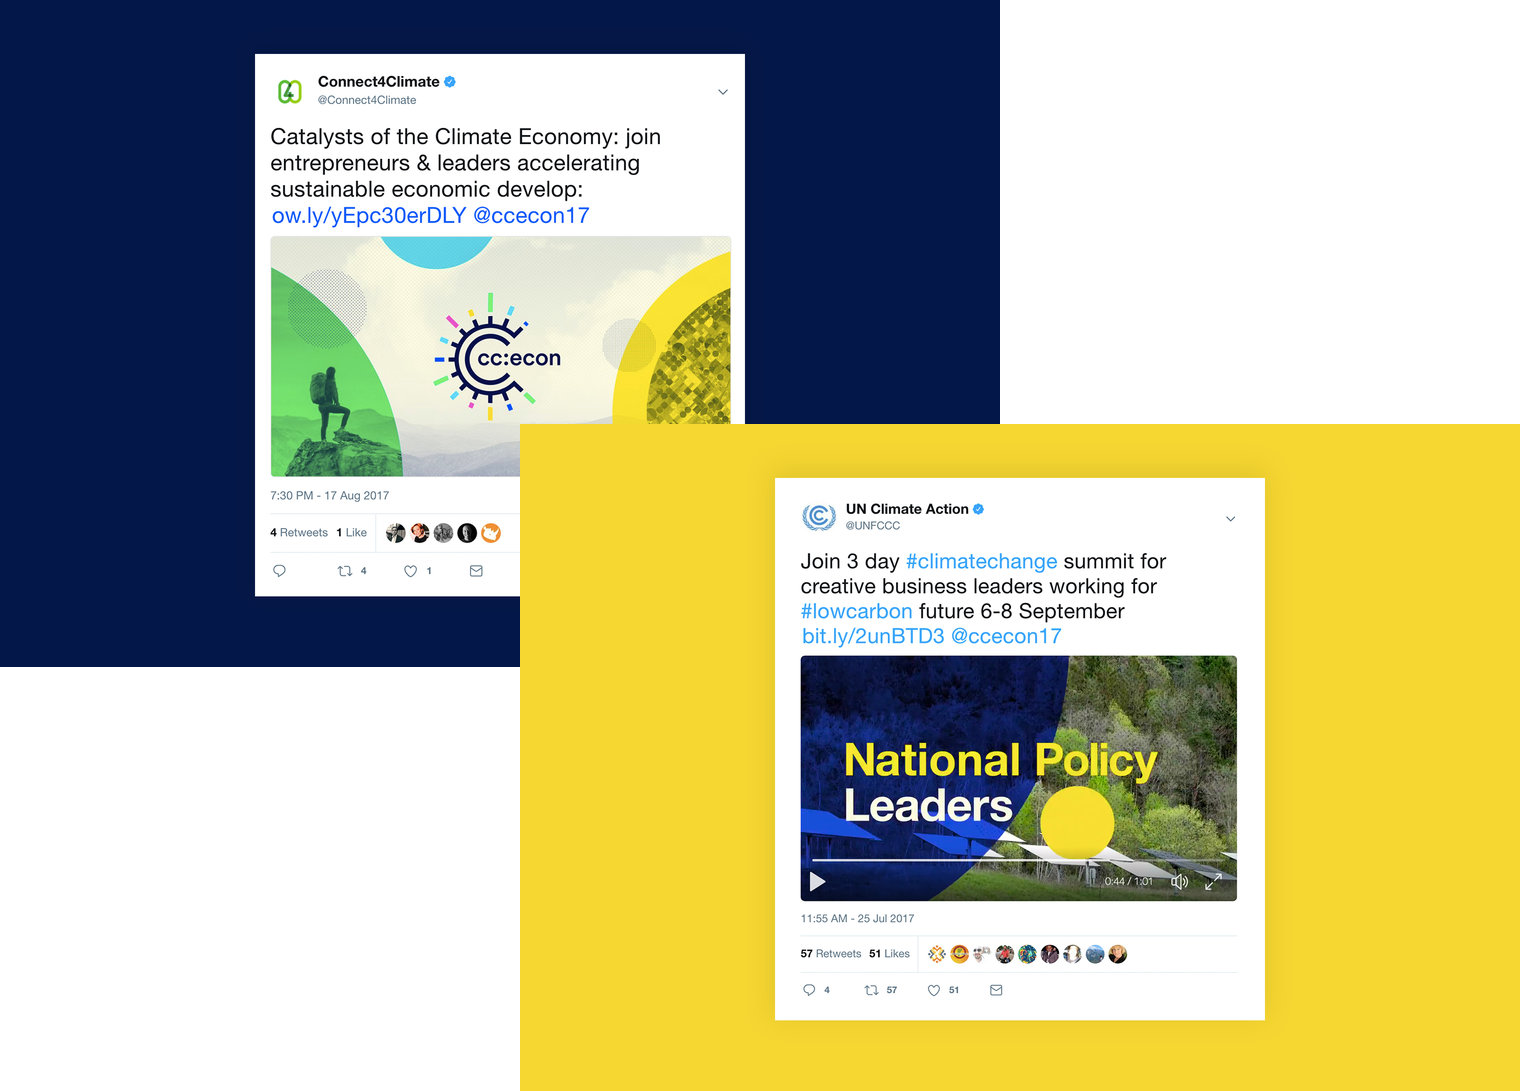 Connect4Climate
@Connect4Climate
Catalysts of the Climate Economy: join
entrepreneurs & leaders accelerating
sustainable economic develop:
ow.ly/yEpc30erDLY @ccecon17
cc:econ
7:30 PM - 17 Aug 2017
4 Retweets 1 Like
4 1
UN Climate Action
@UNFCCC
Join 3 day #climatechange summit for
creative business leaders working for
#lowcarbon future 6-8 September
bit.ly/2unBTD3 @ccecon17
National Policy
Leaders
0:44 / 1:01
11:55 AM - 25 Jul 2017
57 Retweets 51 Likes
4 57 51